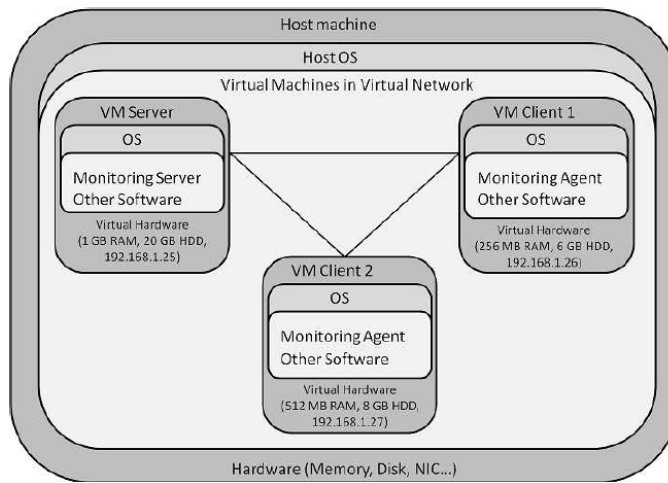 Host machine
Host OS
Virtual Machines in Virtual Network
VM Server
OS
Monitoring Server
Other Software
Virtual Hardware
(1 GB RAM, 20 GB HDD,
192.168.1.25)
VM Client 1
OS
Monitoring Agent
Other Software
Virtual Hardware
(256 MB RAM, 6 GB HDD,
192.168.1.26)
VM Client 2
OS
Monitoring Agent
Other Software
Virtual Hardware
(512 MB RAM, 8 GB HDD,
192.168.1.27)
Hardware (Memory, Disk, NIC...)